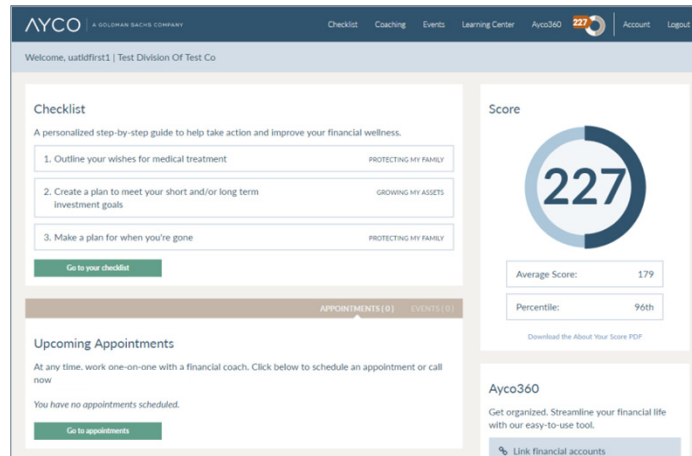 AYCO | A GOLDMAN SACHS COMPANY
Checklist Coaching Events Learning Center Ayco360 227 Account Logout
Welcome, uatldfirst1 | Test Division Of Test Co
Checklist
A personalized step-by-step guide to help take action and improve your financial wellness.
1. Outline your wishes for medical treatment PROTECTING MY FAMILY
2. Create a plan to meet your short and/or long term GROWING MY ASSETS
investment goals
3. Make a plan for when you're gone PROTECTING MY FAMILY
Go to your checklist
APPOINTMENTS ( 0 ) EVENTS ( 0 )
Upcoming Appointments
At any time. work one-on-one with a financial coach. Click below to schedule an appointment or call
now
You have no appointments scheduled.
Go to appointments
Score
227
Average Score: 179
Percentile: 96th
Download the About Your Score PDF
Ayco360
Get organized. Streamline your financial life
with our easy-to-use tool.
Link financial accounts